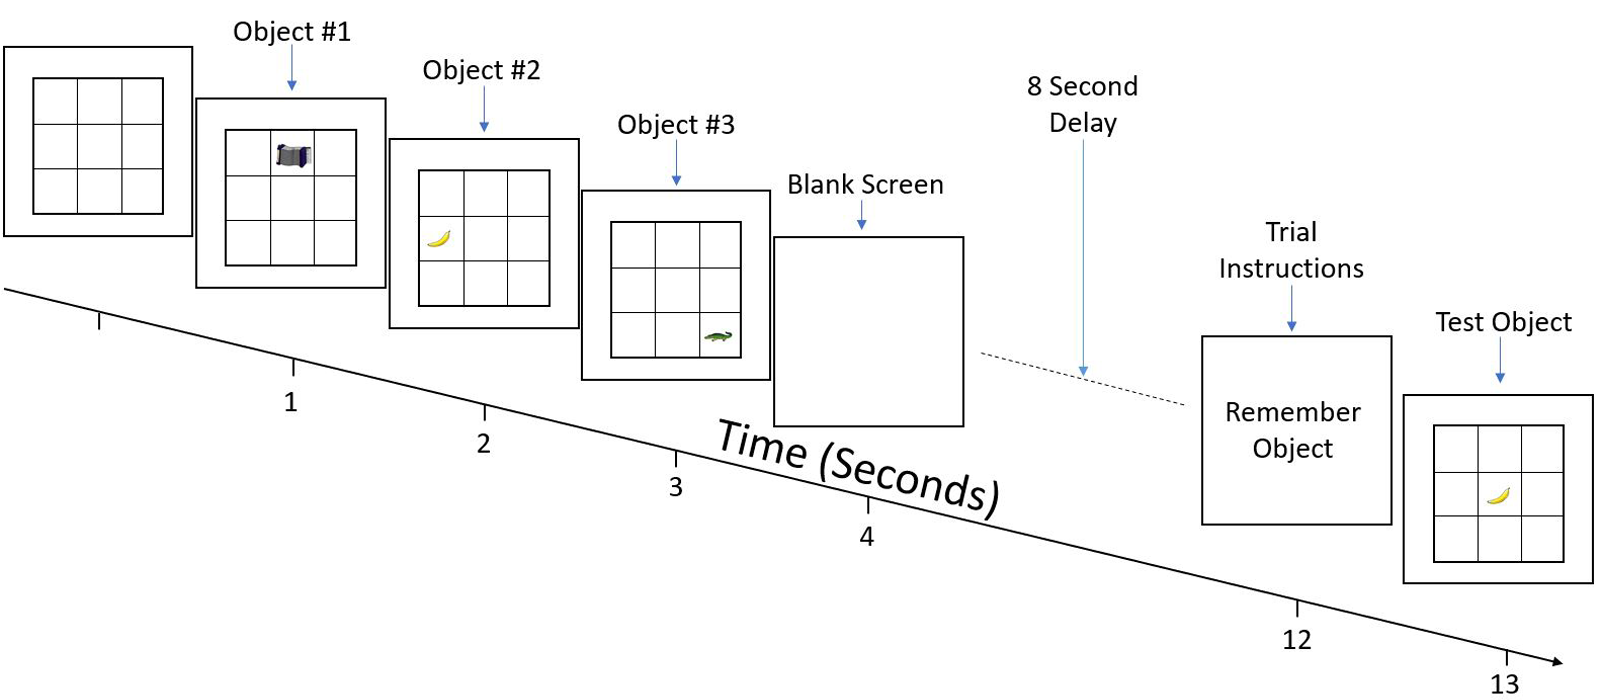 Object #1
Object #2
Object #3
Blank Screen
8 Second
Delay
Trial
Instructions
Test Object
Remember
Object
Time (Seconds)
1
2
3
4
12
13